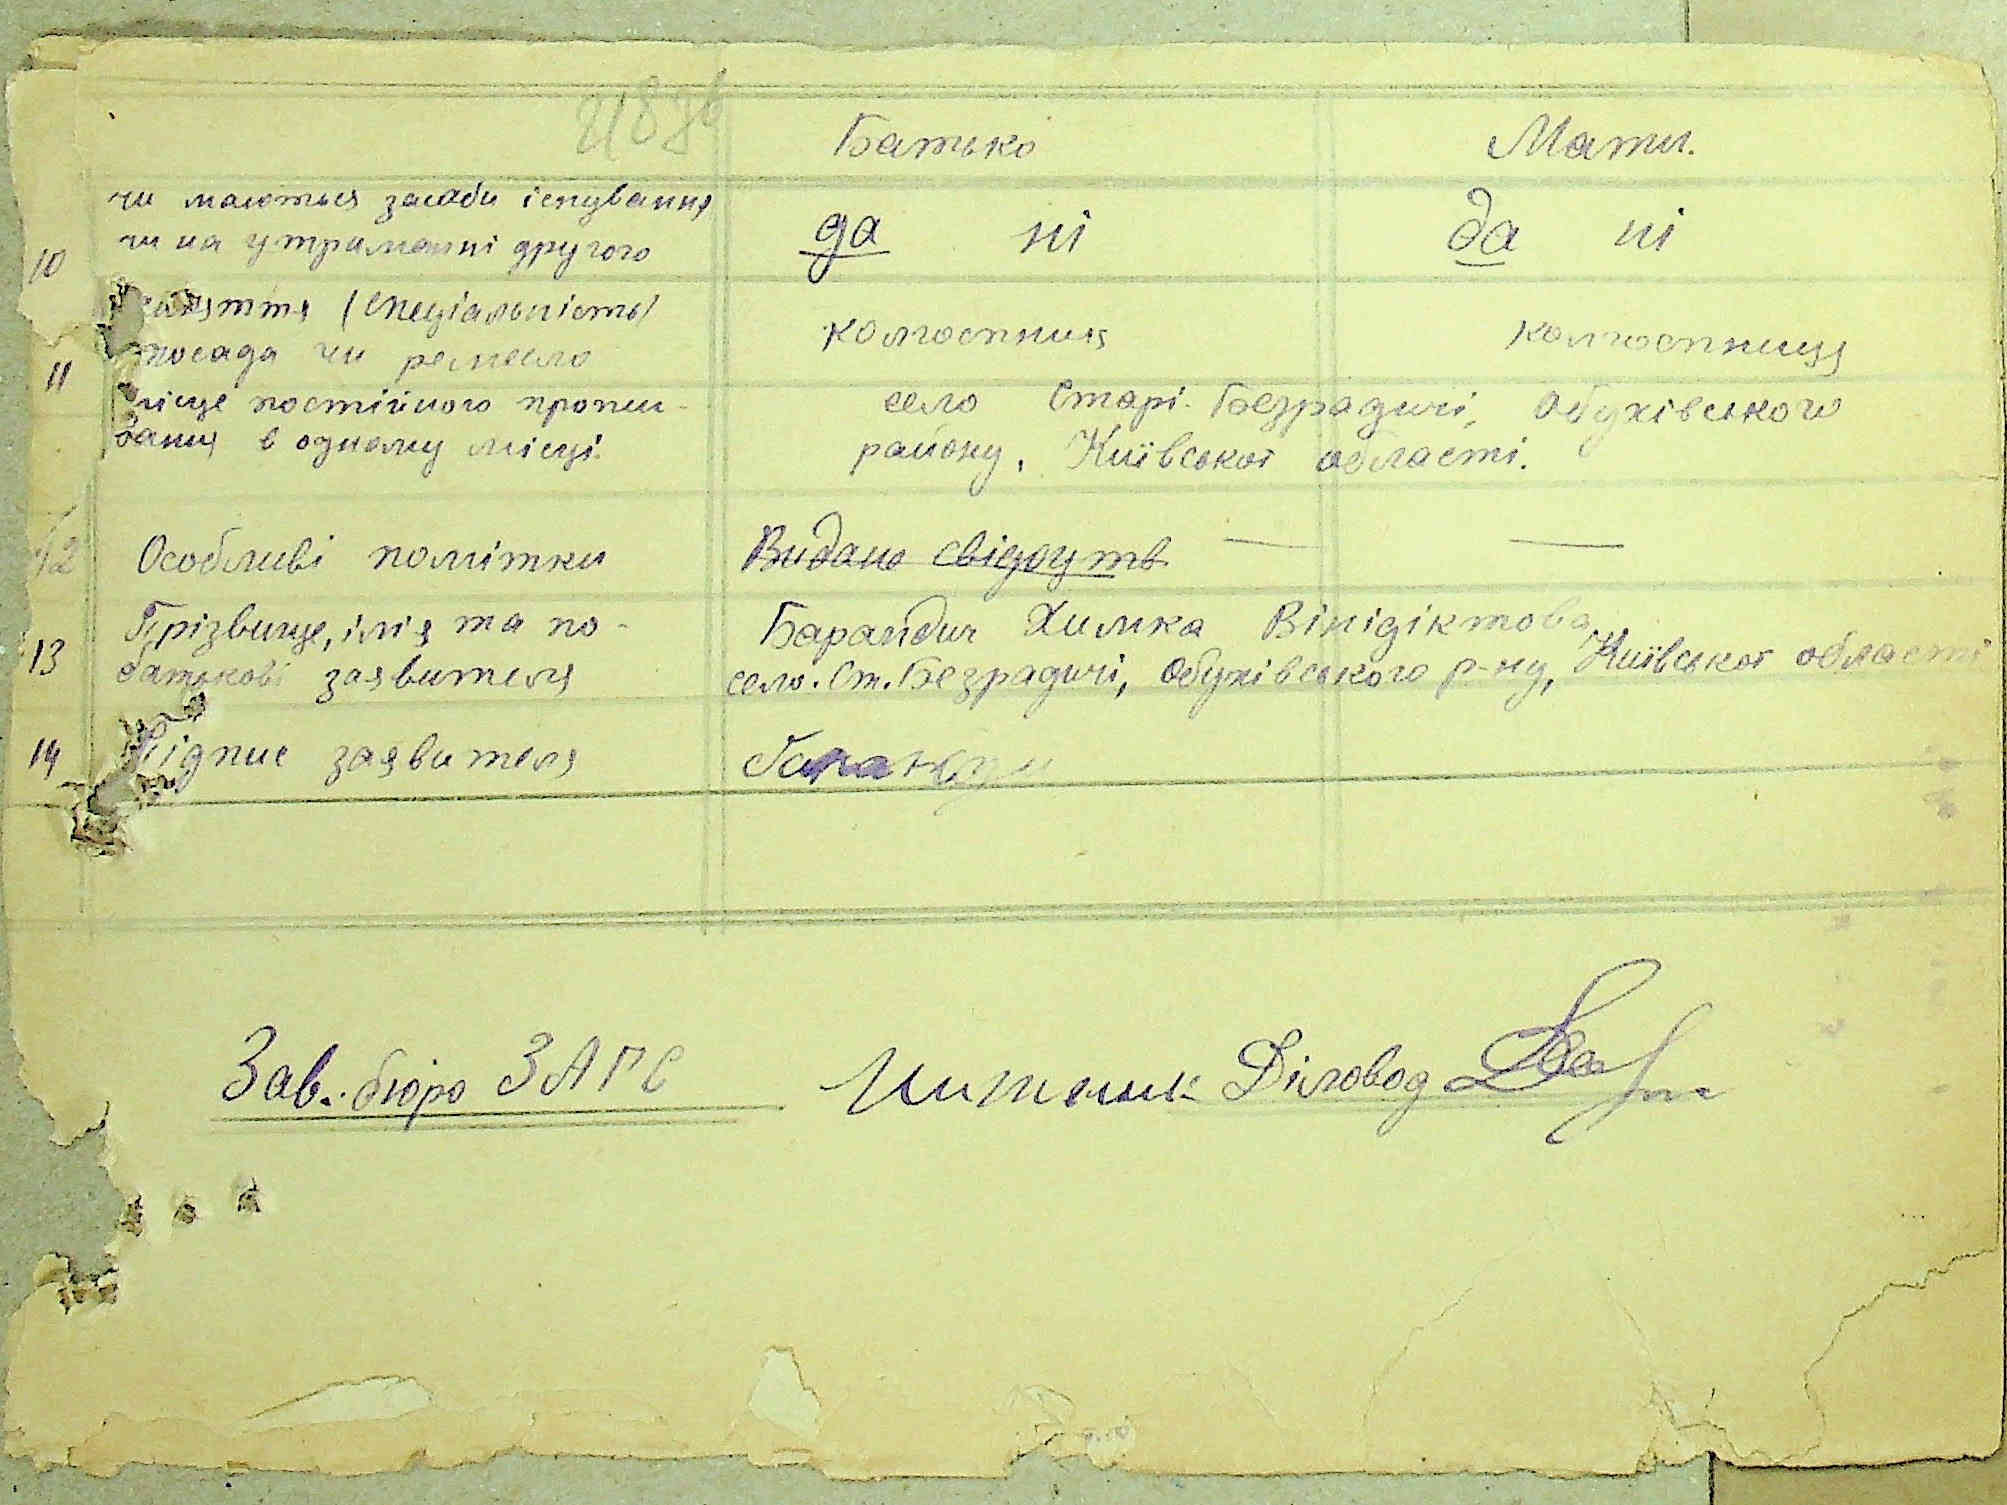 Батько Мати.
чи маються засоби існування
чи на утриманні другого
10 да ні да ні
заняття (спеціальність)
колгоспник колгоспниця
11 посада чи ремесло
місце постійного прожи-
село Старі Безрадичі, Обухівського
вання в одному місці.
району, Київської області.
12 Особливі помітки Видано свідоцтв — —
13 Прізвище, імія та по-
батькові заявителя
Барандич Химка Вінідіктова
село. Ст. Безрадичі, Обухівського р-ну, Київської області
14 Підпис заявителя
Зав. бюро ЗАГС Діловод